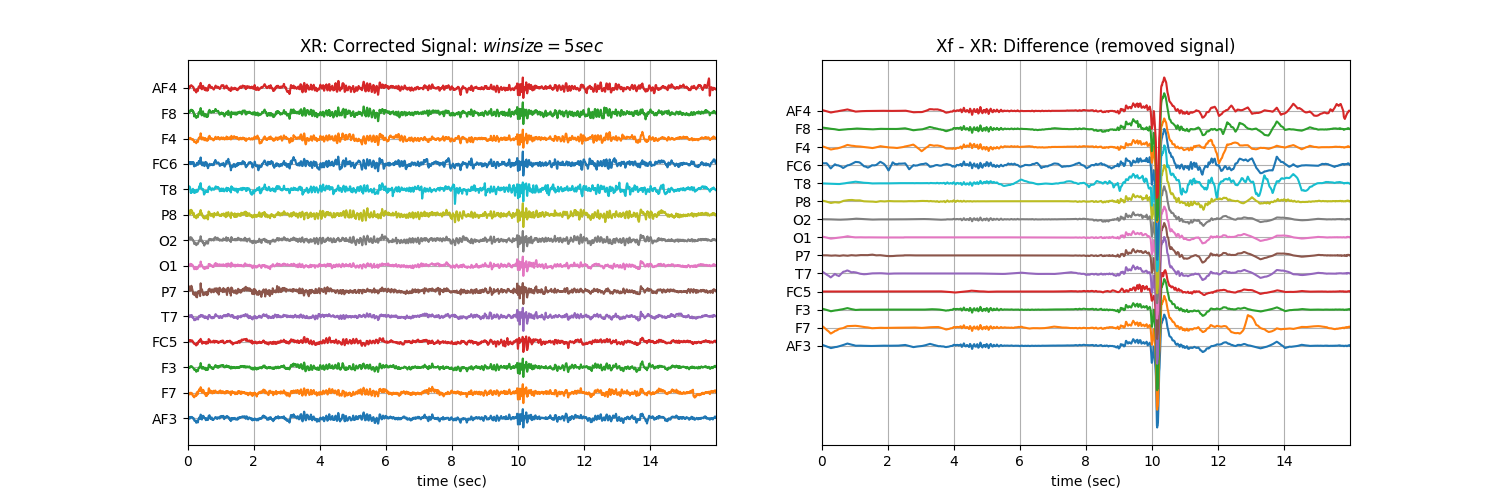 XR: Corrected Signal: winsize = 5sec
AF4
F8
F4
FC6
T8
P8
O2
O1
P7
T7
FC5
F3
F7
AF3
0 2 4 6 8 10 12 14
time (sec)
Xf - XR: Difference (removed signal)
AF4
F8
F4
FC6
T8
P8
O2
O1
P7
T7
FC5
F3
F7
AF3
0 2 4 6 8 10 12 14
time (sec)